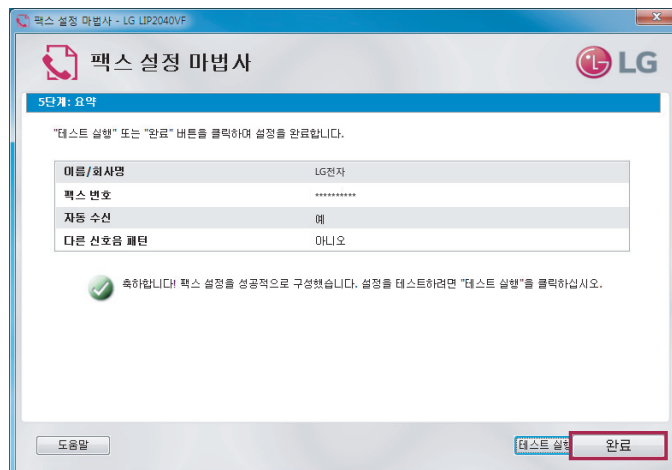 팩스 설정 마법사 - LG LIP2040VF
팩스 설정 마법사
LG
5단계: 요약
"테스트 실행" 또는 "완료" 버튼을 클릭하여 설정을 완료합니다.
이름/회사명 LG전자
팩스 번호 **********
자동 수신 예
다른 신호음 패턴 아니오
축하합니다! 팩스 설정을 성공적으로 구성했습니다. 설정을 테스트하려면 "테스트 실행"을 클릭하십시오.
도움말 테스트 실행 완료